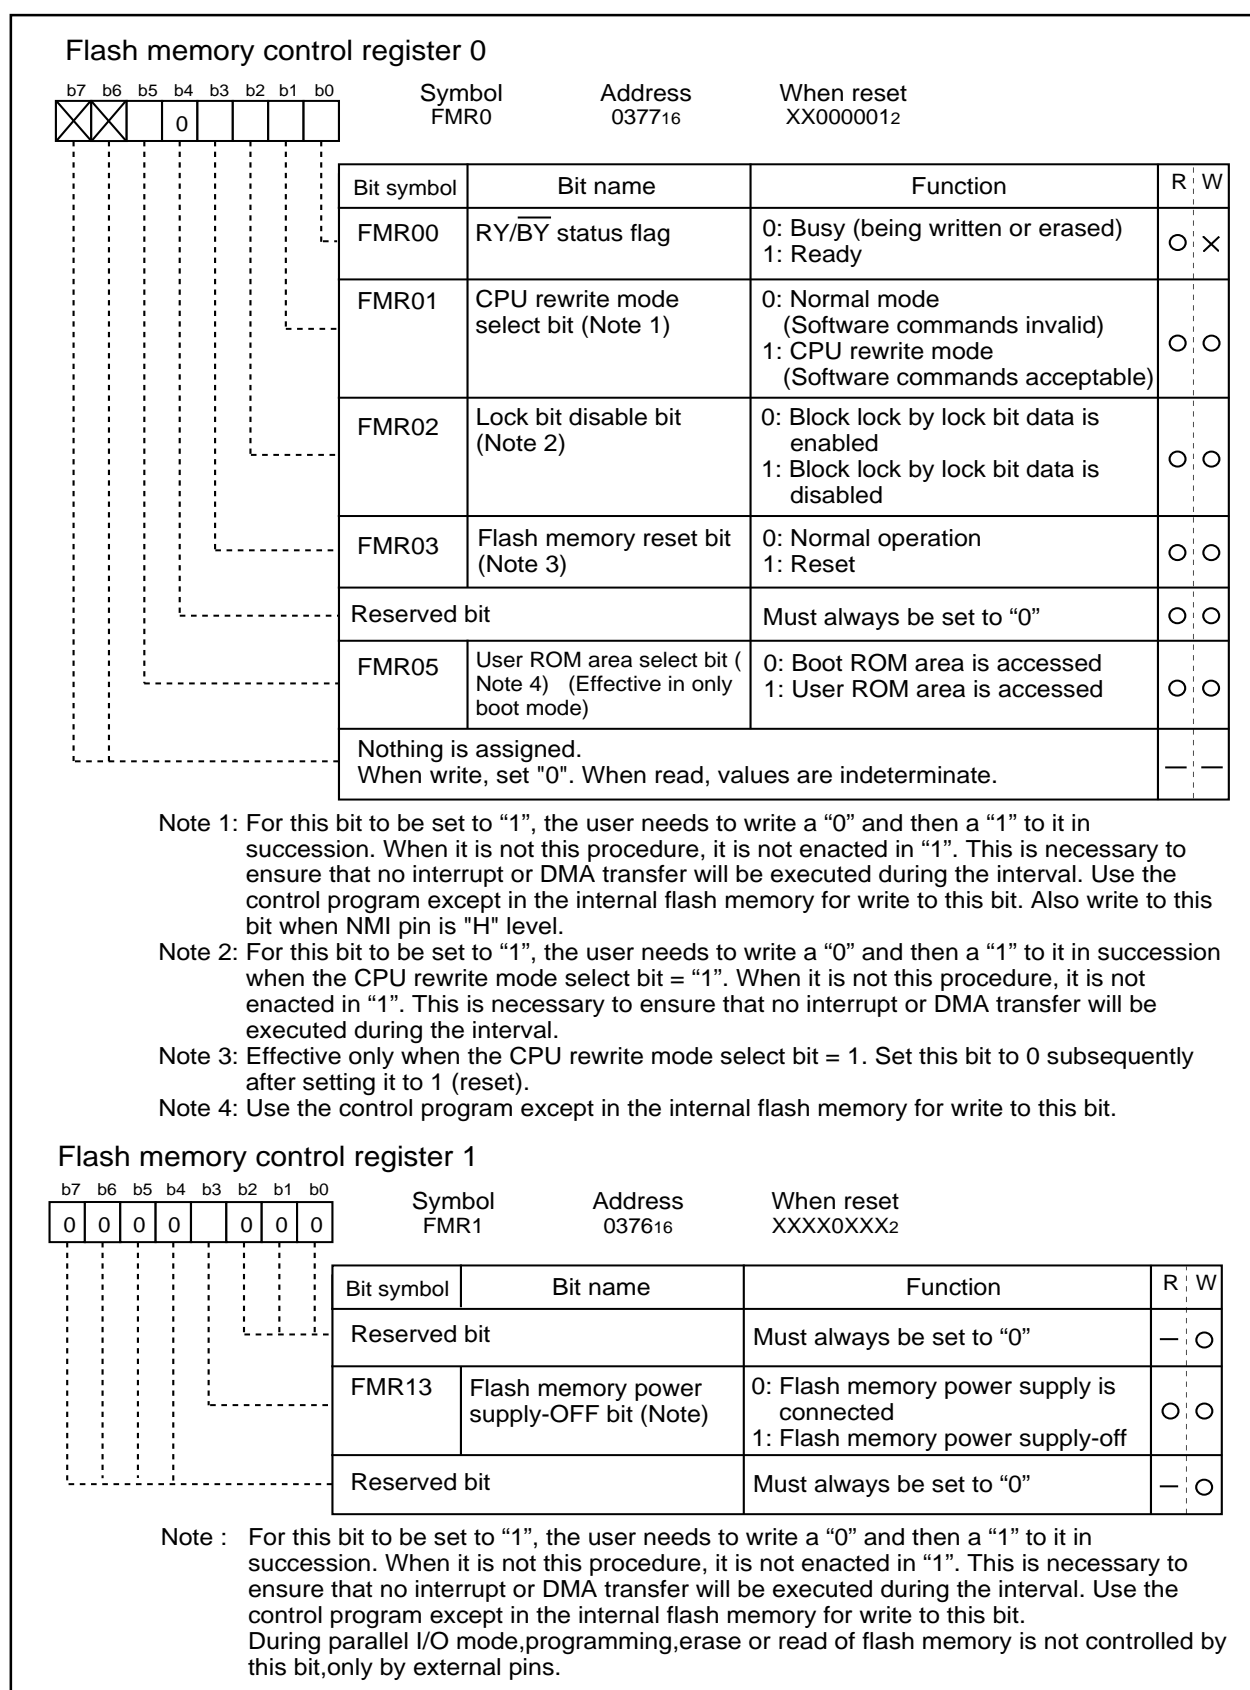 Flash memory control register 0
b7 b6 b5 b4 b3 b2 b1 b0
Symbol Address When reset
FMR0 037716 XX0000012
0
Bit symbol Bit name Function R W
FMR00 RY/BY status flag 0: Busy (being written or erased)
1: Ready
FMR01 CPU rewrite mode 0: Normal mode
select bit (Note 1) (Software commands invalid)
1: CPU rewrite mode
(Software commands acceptable)
FMR02 Lock bit disable bit 0: Block lock by lock bit data is
(Note 2) enabled
1: Block lock by lock bit data is
disabled
FMR03 Flash memory reset bit 0: Normal operation
(Note 3) 1: Reset
Reserved bit Must always be set to “0”
FMR05 User ROM area select bit ( 0: Boot ROM area is accessed
Note 4) (Effective in only 1: User ROM area is accessed
boot mode)
Nothing is assigned.
When write, set "0". When read, values are indeterminate.
Note 1: For this bit to be set to “1”, the user needs to write a “0” and then a “1” to it in
succession. When it is not this procedure, it is not enacted in “1”. This is necessary to
ensure that no interrupt or DMA transfer will be executed during the interval. Use the
control program except in the internal flash memory for write to this bit. Also write to this
bit when NMI pin is "H" level.
Note 2: For this bit to be set to “1”, the user needs to write a “0” and then a “1” to it in succession
when the CPU rewrite mode select bit = “1”. When it is not this procedure, it is not
enacted in “1”. This is necessary to ensure that no interrupt or DMA transfer will be
executed during the interval.
Note 3: Effective only when the CPU rewrite mode select bit = 1. Set this bit to 0 subsequently
after setting it to 1 (reset).
Note 4: Use the control program except in the internal flash memory for write to this bit.
Flash memory control register 1
b7 b6 b5 b4 b3 b2 b1 b0
Symbol Address When reset
FMR1 037616 XXXX0XXX2
0 0 0 0 0 0 0
Bit symbol Bit name Function R W
Reserved bit Must always be set to “0”
FMR13 Flash memory power 0: Flash memory power supply is
supply-OFF bit (Note) connected
1: Flash memory power supply-off
Reserved bit Must always be set to “0”
Note : For this bit to be set to “1”, the user needs to write a “0” and then a “1” to it in
succession. When it is not this procedure, it is not enacted in “1”. This is necessary to
ensure that no interrupt or DMA transfer will be executed during the interval. Use the
control program except in the internal flash memory for write to this bit.
During parallel I/O mode,programming,erase or read of flash memory is not controlled by
this bit,only by external pins.